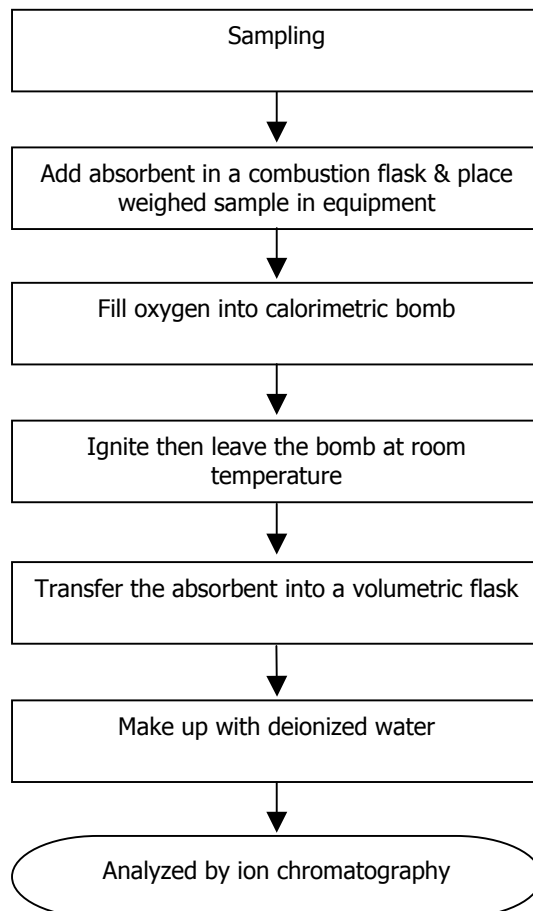 Sampling
Add absorbent in a combustion flask & place
weighed sample in equipment
Fill oxygen into calorimetric bomb
Ignite then leave the bomb at room
temperature
Transfer the absorbent into a volumetric flask
Make up with deionized water
Analyzed by ion chromatography